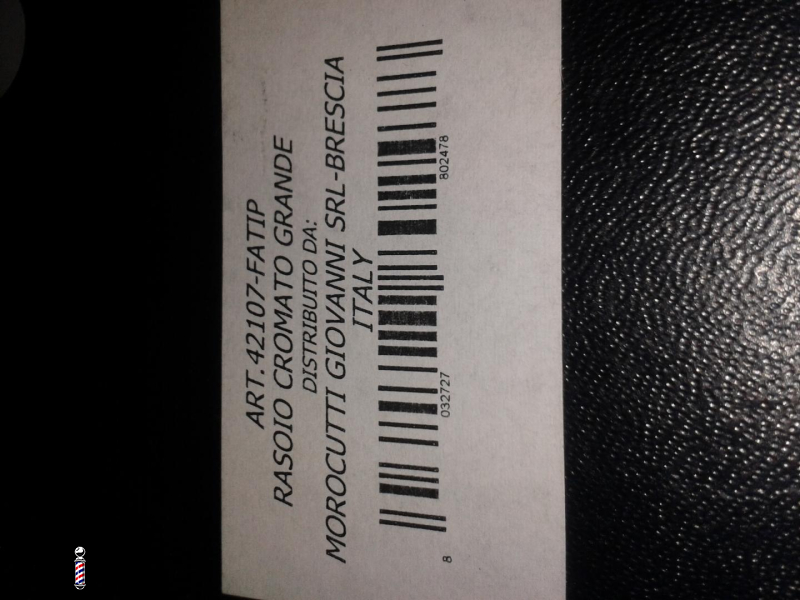 ART.42107-FATIP
RASOIO CROMATO GRANDE
DISTRIBUITO DA:
MOROCUTTI GIOVANNI SRL-BRESCIA
ITALY
8 032727 802478